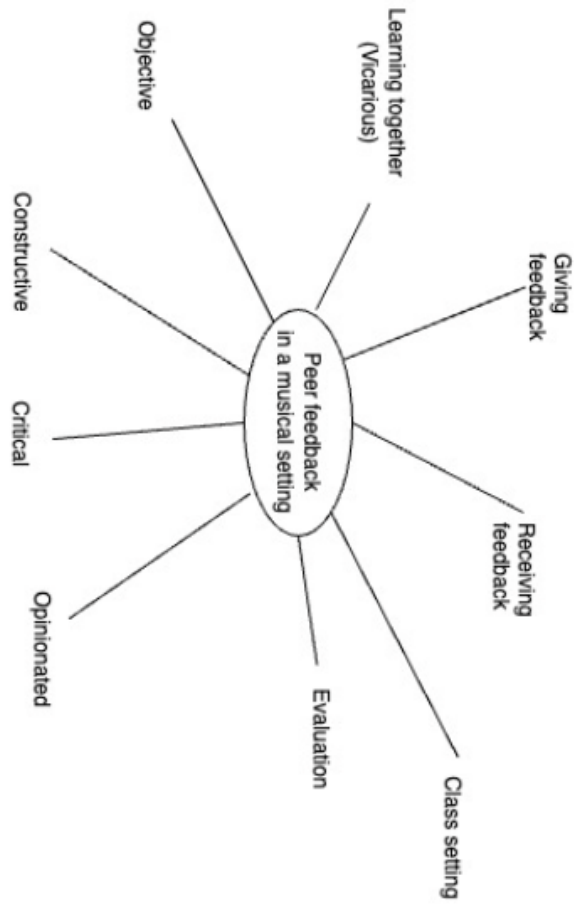 Giving
feedback
Receiving
feedback
Learning together
(Vicarious)
Class setting
Peer feedback
in a musical setting
Evaluation
Objective
Constructive
Critical
Opinionated